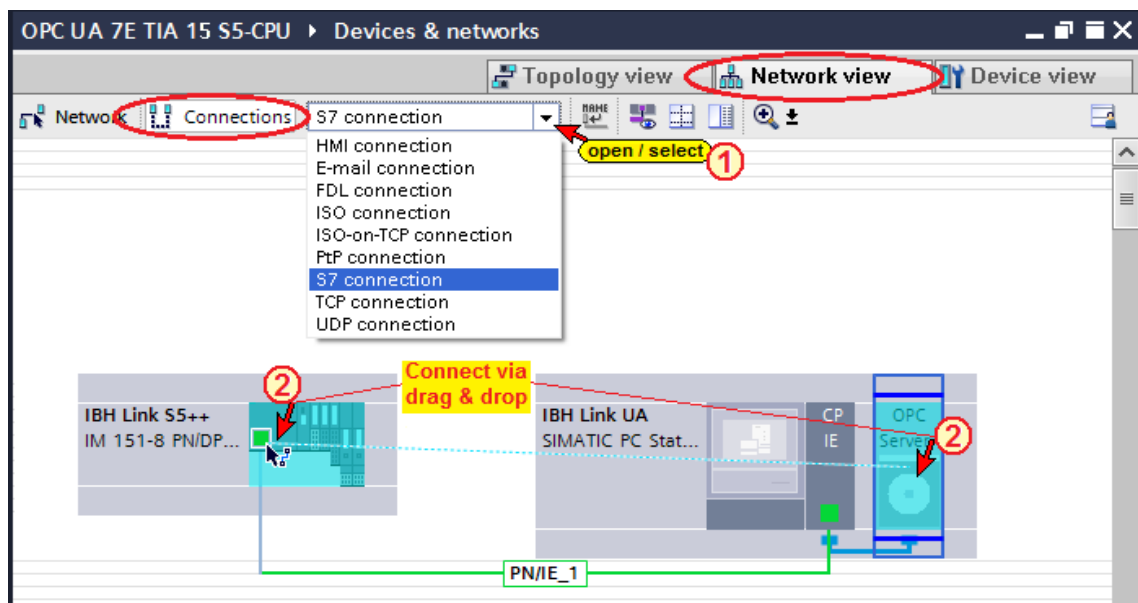 OPC UA 7E TIA 15 S5-CPU ▸ Devices & networks
Topology view Network view Device view
Network Connections S7 connection
NAME
open / select 1
HMI connection
E-mail connection
FDL connection
ISO connection
ISO-on-TCP connection
PtP connection
S7 connection
TCP connection
UDP connection
2
Connect via
drag & drop
IBH Link S5++
IM 151-8 PN/DP...
IBH Link UA
SIMATIC PC Stat...
CP
IE
OPC
Server
2
PN/IE_1